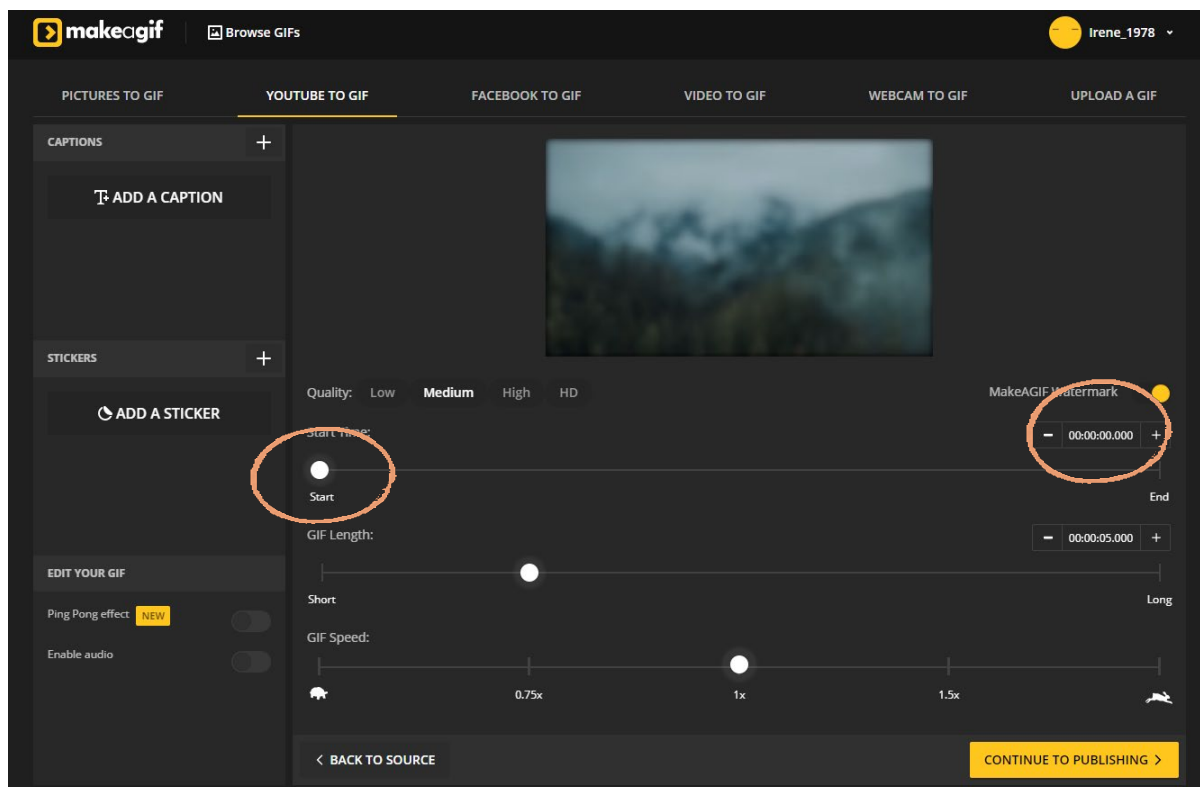 makeagif
Browse GIFs
Irene_1978
PICTURES TO GIF
YOUTUBE TO GIF
FACEBOOK TO GIF
VIDEO TO GIF
WEBCAM TO GIF
UPLOAD A GIF
CAPTIONS +
ADD A CAPTION
STICKERS +
ADD A STICKER
EDIT YOUR GIF
Ping Pong effect NEW
Enable audio
Quality: Low Medium High HD
MakeAGIF Watermark
Start Time:
- 00:00:00.000 +
Start
End
GIF Length:
- 00:00:05.000 +
Short
Long
GIF Speed:
0.75x
1x
1.5x
< BACK TO SOURCE
CONTINUE TO PUBLISHING >